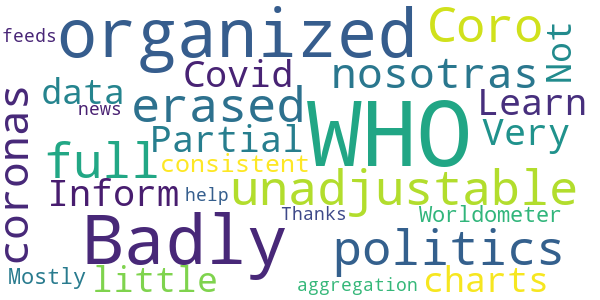 feeds
organized
Coro
Not
Covid
nosotras
data
news
erased
WHO
Learn
coronas
Partial
Very
full
consistent
Inform
help
unadjustable
Thanks
Worldometer
Badly
politics
Mostly
little
aggregation
charts